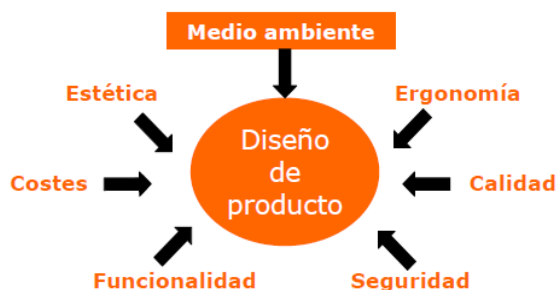 Medio ambiente
Estética
Ergonomía
Diseño
de
producto
Costes
Calidad
Funcionalidad
Seguridad